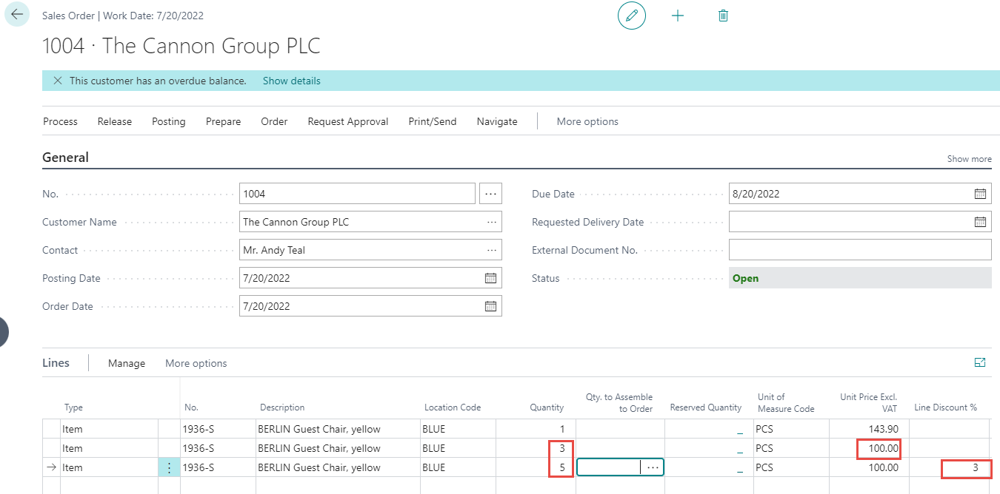 Sales Order | Work Date: 7/20/2022
1004 · The Cannon Group PLC
This customer has an overdue balance. Show details
Process Release Posting Prepare Order Request Approval Print/Send Navigate More options
General Show more
No. 1004 Due Date 8/20/2022
Customer Name The Cannon Group PLC Requested Delivery Date
Contact Mr. Andy Teal External Document No.
Posting Date 7/20/2022 Status Open
Order Date 7/20/2022
Lines Manage More options
Type No. Description Location Code Quantity Qty. to Assemble to Order Reserved Quantity Unit of Measure Code Unit Price Excl. VAT Line Discount %
Item 1936-S BERLIN Guest Chair, yellow BLUE 1 _ PCS 143.90
Item 1936-S BERLIN Guest Chair, yellow BLUE 3 _ PCS 100.00
Item 1936-S BERLIN Guest Chair, yellow BLUE 5 _ PCS 100.00 3